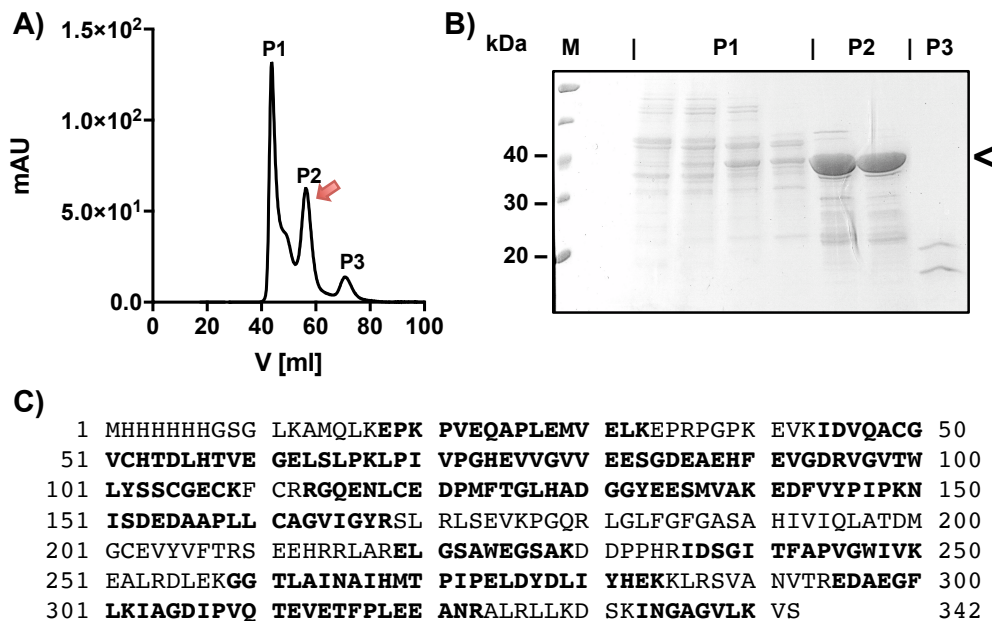 A)
1.5×10²
1.0×10²
5.0×10¹
0.0
mAU
P1
P2
P3
0 20 40 60 80 100
V [ml]
B)
kDa M | P1 | P2 | P3
40 –
30 –
20 –
<
C)
1 MHHHHHHGSG LKAMQLKEPK PVEQAPLEMV ELKEPRPGPK EVKIDVQACG 50
51 VCHTDLHTVE GELSLPKLPI VPGHEVVGVV EESGDEAEHF EVGDRVGVTW 100
101 LYSSCGECKF CRRGQENLCE DPMFTGLHAD GGYEESMVAK EDFVYPIPKN 150
151 ISDEDAAPLL CAGVIGYRSL RLSEVKPGQR LGLFGFGASA HIVIQLATDM 200
201 GCEVYVFTRS EEHRRLAREL GSAWEGSAKD DPPHRIDSGI TFAPVGWIVK 250
251 EALRDLEKGG TLAINAIHMT PIPELDYDLI YHEKKLRSVA NVTREDAEGF 300
301 LKIAGDIPVQ TEVETFPLEE ANRALRLLKD SKINGAGVLK VS 342